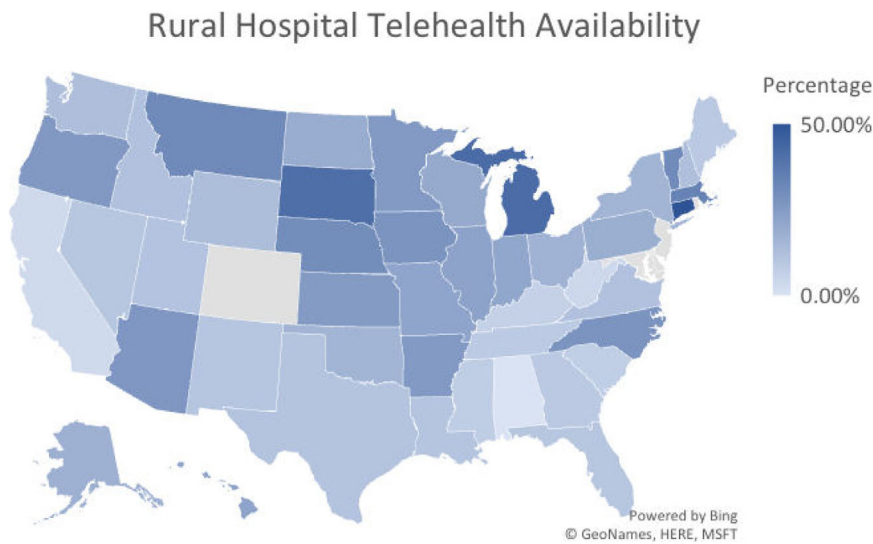 Rural Hospital Telehealth Availability
Percentage
50.00%
0.00%
Powered by Bing
© GeoNames, HERE, MSFT